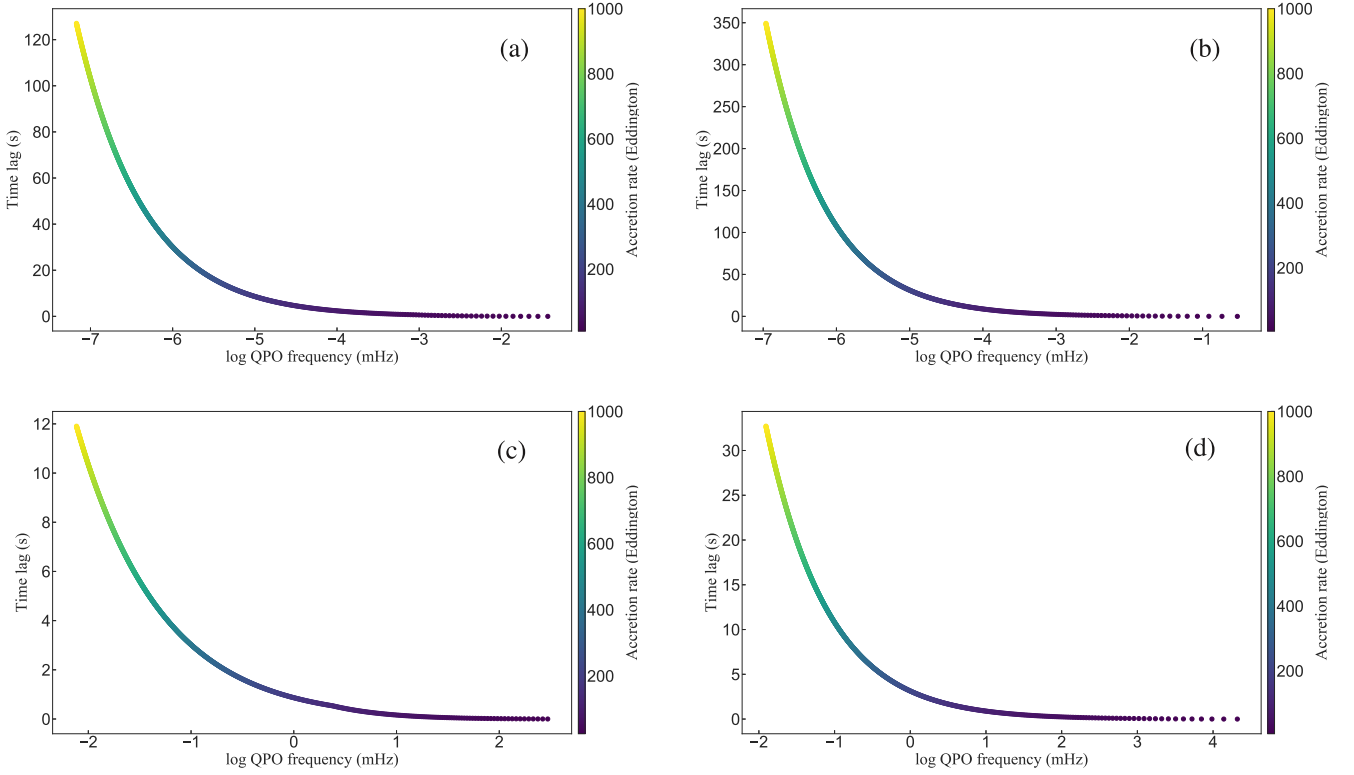 (a)
120
100
80
60
40
20
0
−7 −6 −5 −4 −3 −2
log QPO frequency (mHz)
Time lag (s)
1000
800
600
400
200
Accretion rate (Eddington)
(b)
350
300
250
200
150
100
50
0
−7 −6 −5 −4 −3 −2 −1
log QPO frequency (mHz)
Time lag (s)
1000
800
600
400
200
Accretion rate (Eddington)
(c)
12
10
8
6
4
2
0
−2 −1 0 1 2
log QPO frequency (mHz)
Time lag (s)
1000
800
600
400
200
Accretion rate (Eddington)
(d)
30
25
20
15
10
5
0
−2 −1 0 1 2 3 4
log QPO frequency (mHz)
Time lag (s)
1000
800
600
400
200
Accretion rate (Eddington)